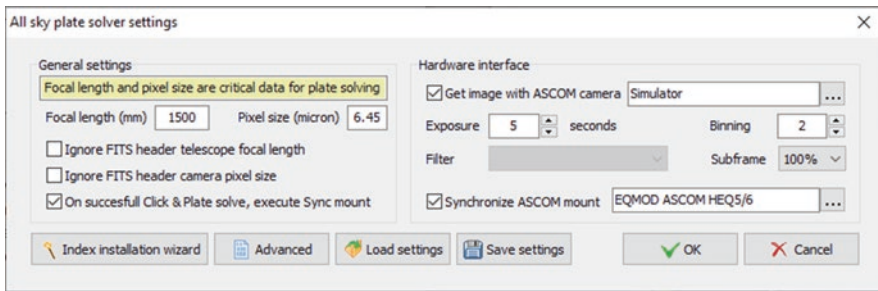 All sky plate solver settings
General settings
Focal length and pixel size are critical data for plate solving
Focal length (mm) 1500 Pixel size (micron) 6.45
Ignore FITS header telescope focal length
Ignore FITS header camera pixel size
On succesfull Click & Plate solve, execute Sync mount
Hardware interface
Get image with ASCOM camera Simulator ...
Exposure 5 seconds Binning 2
Filter Subframe 100%
Synchronize ASCOM mount EQMOD ASCOM HEQ5/6 ...
Index installation wizard Advanced Load settings Save settings OK Cancel